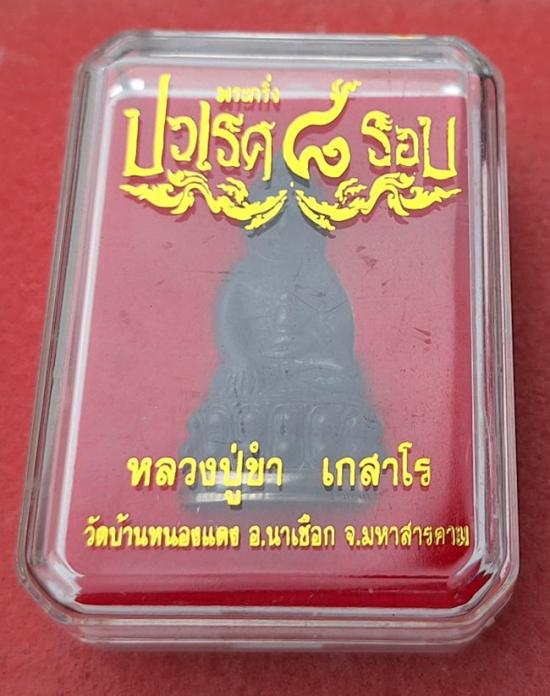 พระกริ่ง
ปวเรศ ๘ รอบ
หลวงปู่ขำ เกสาโร
วัดบ้านหนองแดง อ.นาเชือก จ.มหาสารคาม